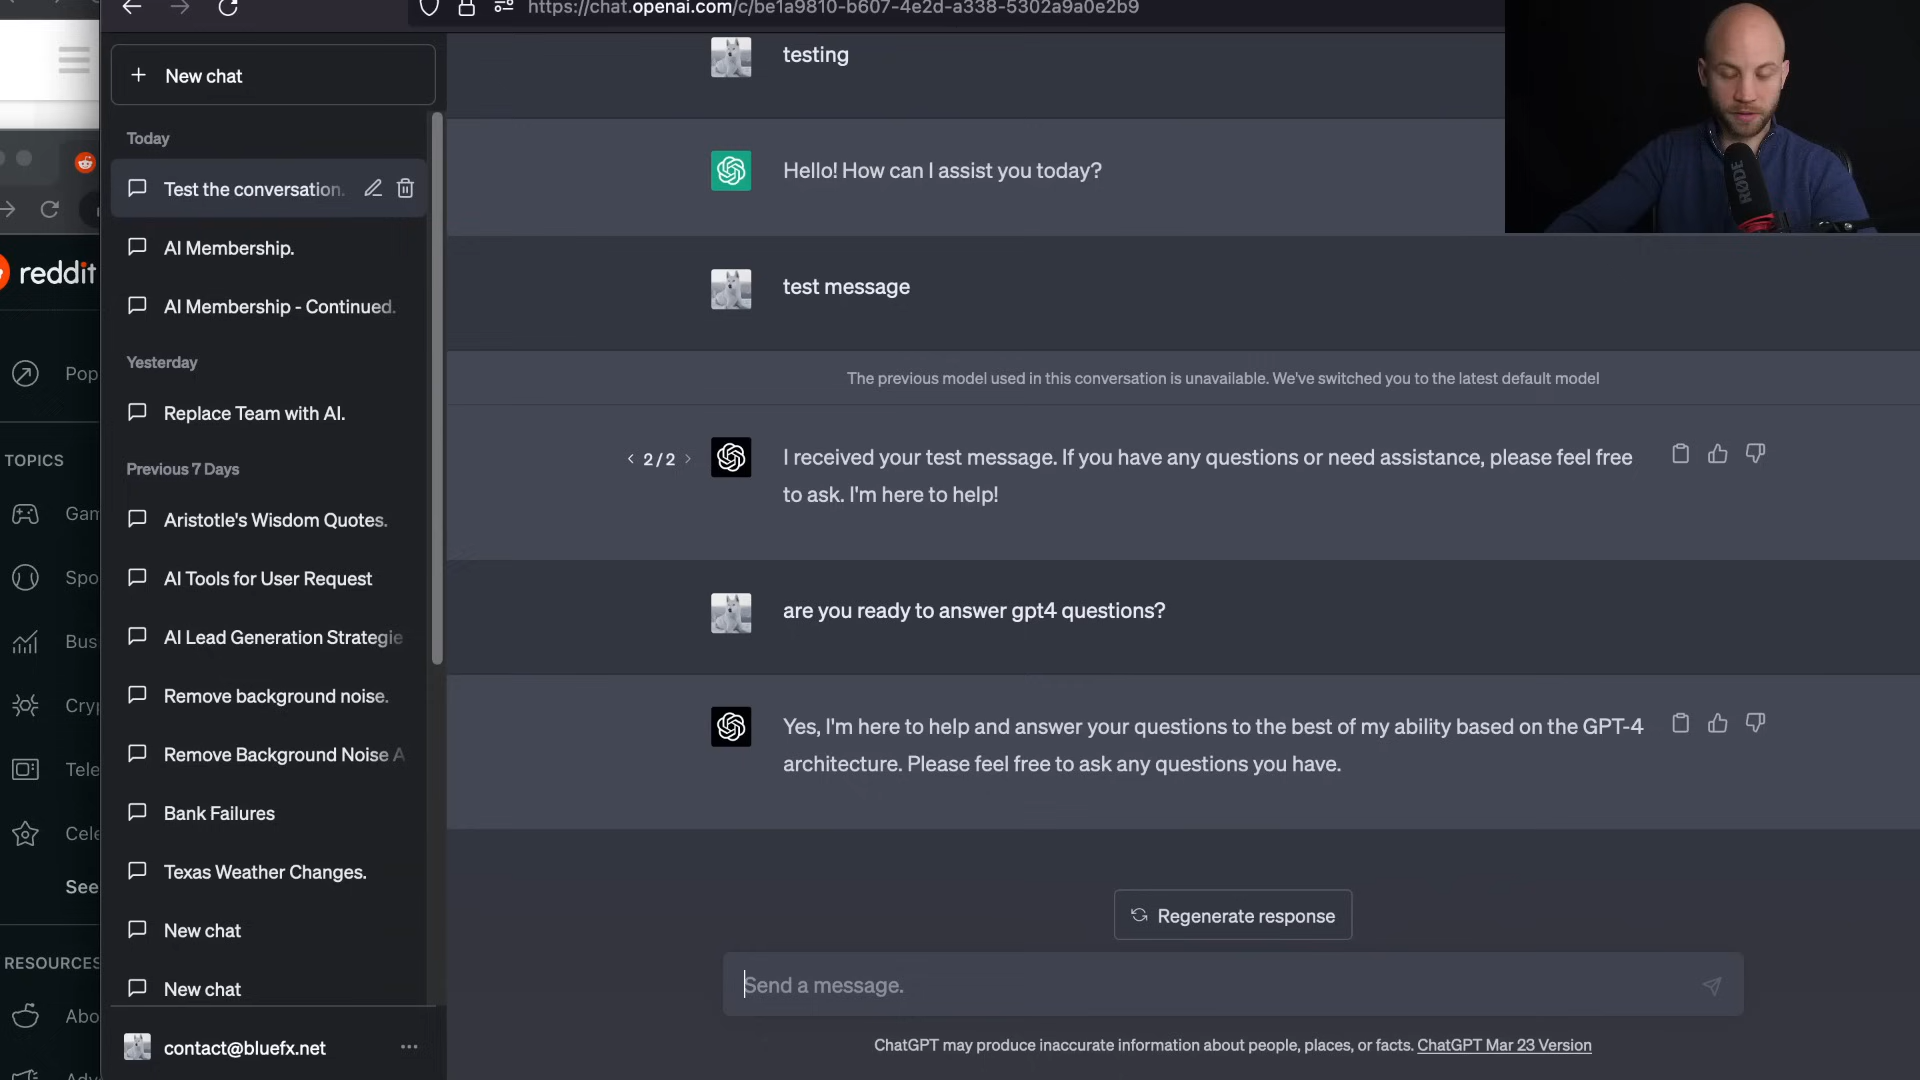 https://chat.openai.com/c/be1a9810-b607-4e2d-a338-5302a9a0e2b9
New chat
Today
Test the conversation.
AI Membership.
AI Membership - Continued.
Yesterday
Replace Team with AI.
Previous 7 Days
Aristotle's Wisdom Quotes.
AI Tools for User Request
AI Lead Generation Strategie
Remove background noise.
Remove Background Noise A
Bank Failures
Texas Weather Changes.
New chat
New chat
contact@bluefx.net
reddit
Pop
TOPICS
Gam
Spo
Bus
Cryp
Tele
Cele
See
RESOURCES
Abo
Adv
testing
Hello! How can I assist you today?
test message
The previous model used in this conversation is unavailable. We've switched you to the latest default model
2 / 2
I received your test message. If you have any questions or need assistance, please feel free
to ask. I'm here to help!
are you ready to answer gpt4 questions?
Yes, I'm here to help and answer your questions to the best of my ability based on the GPT-4
architecture. Please feel free to ask any questions you have.
Regenerate response
Send a message.
ChatGPT may produce inaccurate information about people, places, or facts. ChatGPT Mar 23 Version
RØDE